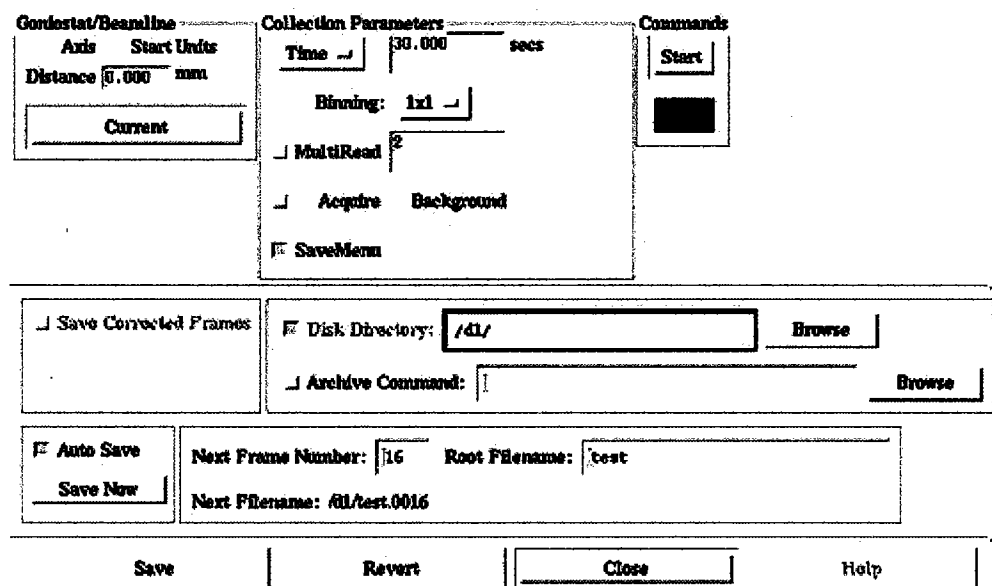 Goniostat/Beamline
Axis Start Units
Distance 0.000 mm
Current
Collection Parameters
Time 30.000 secs
Binning: 1x1
MultiRead 2
Acquire Background
SaveMenu
Commands
Start
Save Corrected Frames
Disk Directory: /d1/ Browse
Archive Command: Browse
Auto Save
Save Now
Next Frame Number: 16 Root Filename: test
Next Filename: /d1/test.0016
Save Revert Close Help